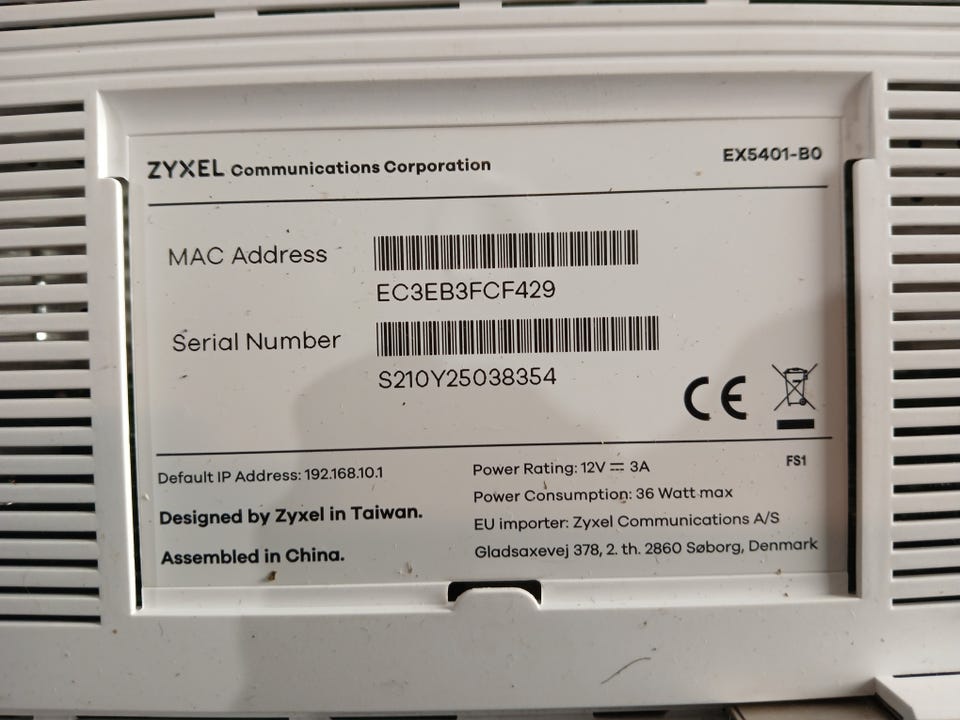 ZYXEL Communications Corporation
EX5401-B0
MAC Address
EC3EB3FCF429
Serial Number
S210Y25038354
CE
FS1
Default IP Address: 192.168.10.1
Designed by Zyxel in Taiwan.
Assembled in China.
Power Rating: 12V ⎓ 3A
Power Consumption: 36 Watt max
EU importer: Zyxel Communications A/S
Gladsaxevej 378, 2. th. 2860 Søborg, Denmark